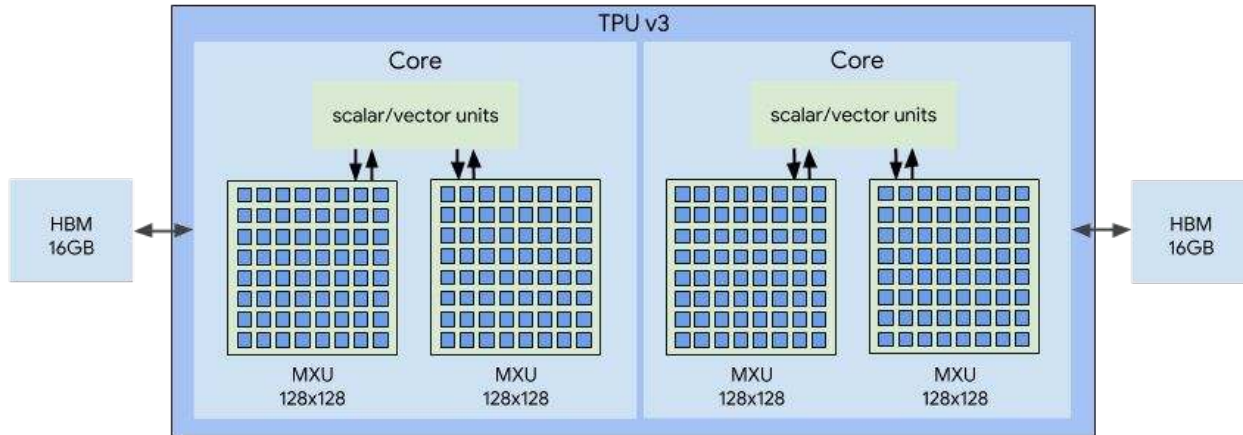 TPU v3
Core
Core
scalar/vector units
scalar/vector units
HBM
16GB
HBM
16GB
MXU
128x128
MXU
128x128
MXU
128x128
MXU
128x128